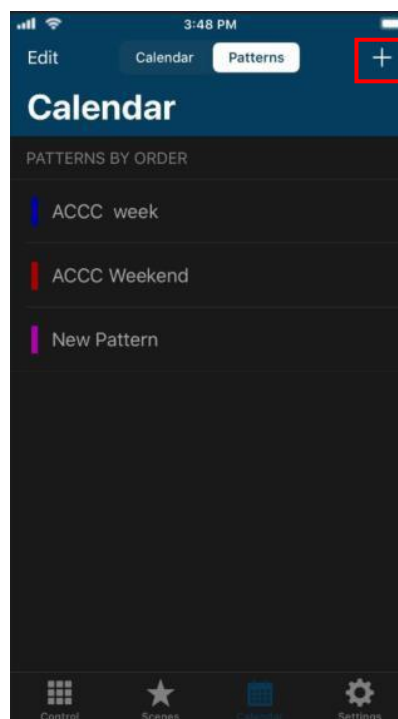 3:48 PM
Edit Calendar Patterns +
Calendar
PATTERNS BY ORDER
ACCC week
ACCC Weekend
New Pattern
Control Scenes Calendar Settings